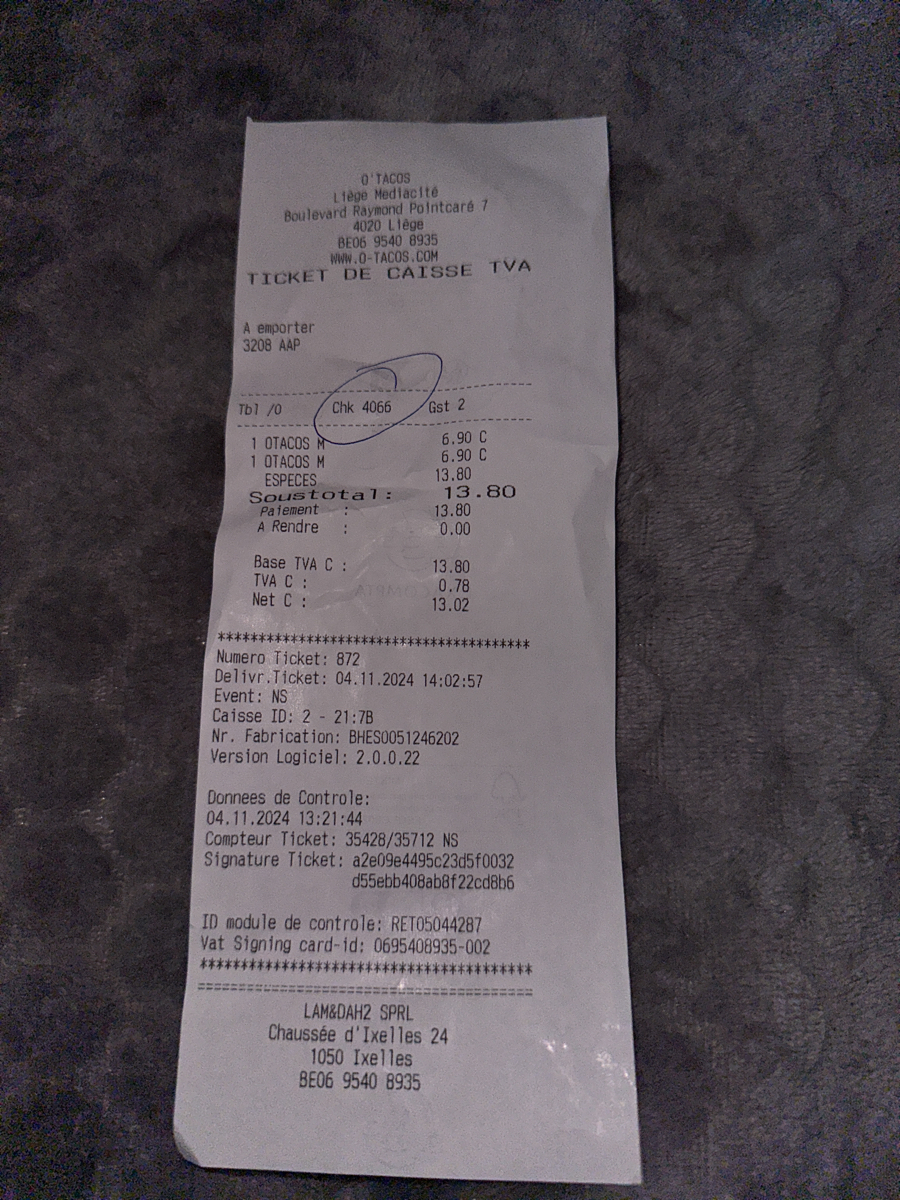 O'TACOS
Liège Mediacité
Boulevard Raymond Pointcaré 7
4020 Liège
BE06 9540 8935
WWW.O-TACOS.COM
TICKET DE CAISSE TVA
A emporter
3208 AAP
Tbl /0 Chk 4066 Gst 2
1 OTACOS M 6.90 C
1 OTACOS M 6.90 C
ESPECES 13.80
Soustotal: 13.80
Paiement : 13.80
A Rendre : 0.00
Base TVA C : 13.80
TVA C : 0.78
Net C : 13.02
****************************************
Numero Ticket: 872
Delivr.Ticket: 04.11.2024 14:02:57
Event: NS
Caisse ID: 2 - 21:7B
Nr. Fabrication: BHES0051246202
Version Logiciel: 2.0.0.22
Donnees de Controle:
04.11.2024 13:21:44
Compteur Ticket: 35428/35712 NS
Signature Ticket: a2e09e4495c23d5f0032
d55ebb408ab8f22cd8b6
ID module de controle: RET05044287
Vat Signing card-id: 0695408935-002
****************************************
========================================
LAM&DAH2 SPRL
Chaussée d'Ixelles 24
1050 Ixelles
BE06 9540 8935